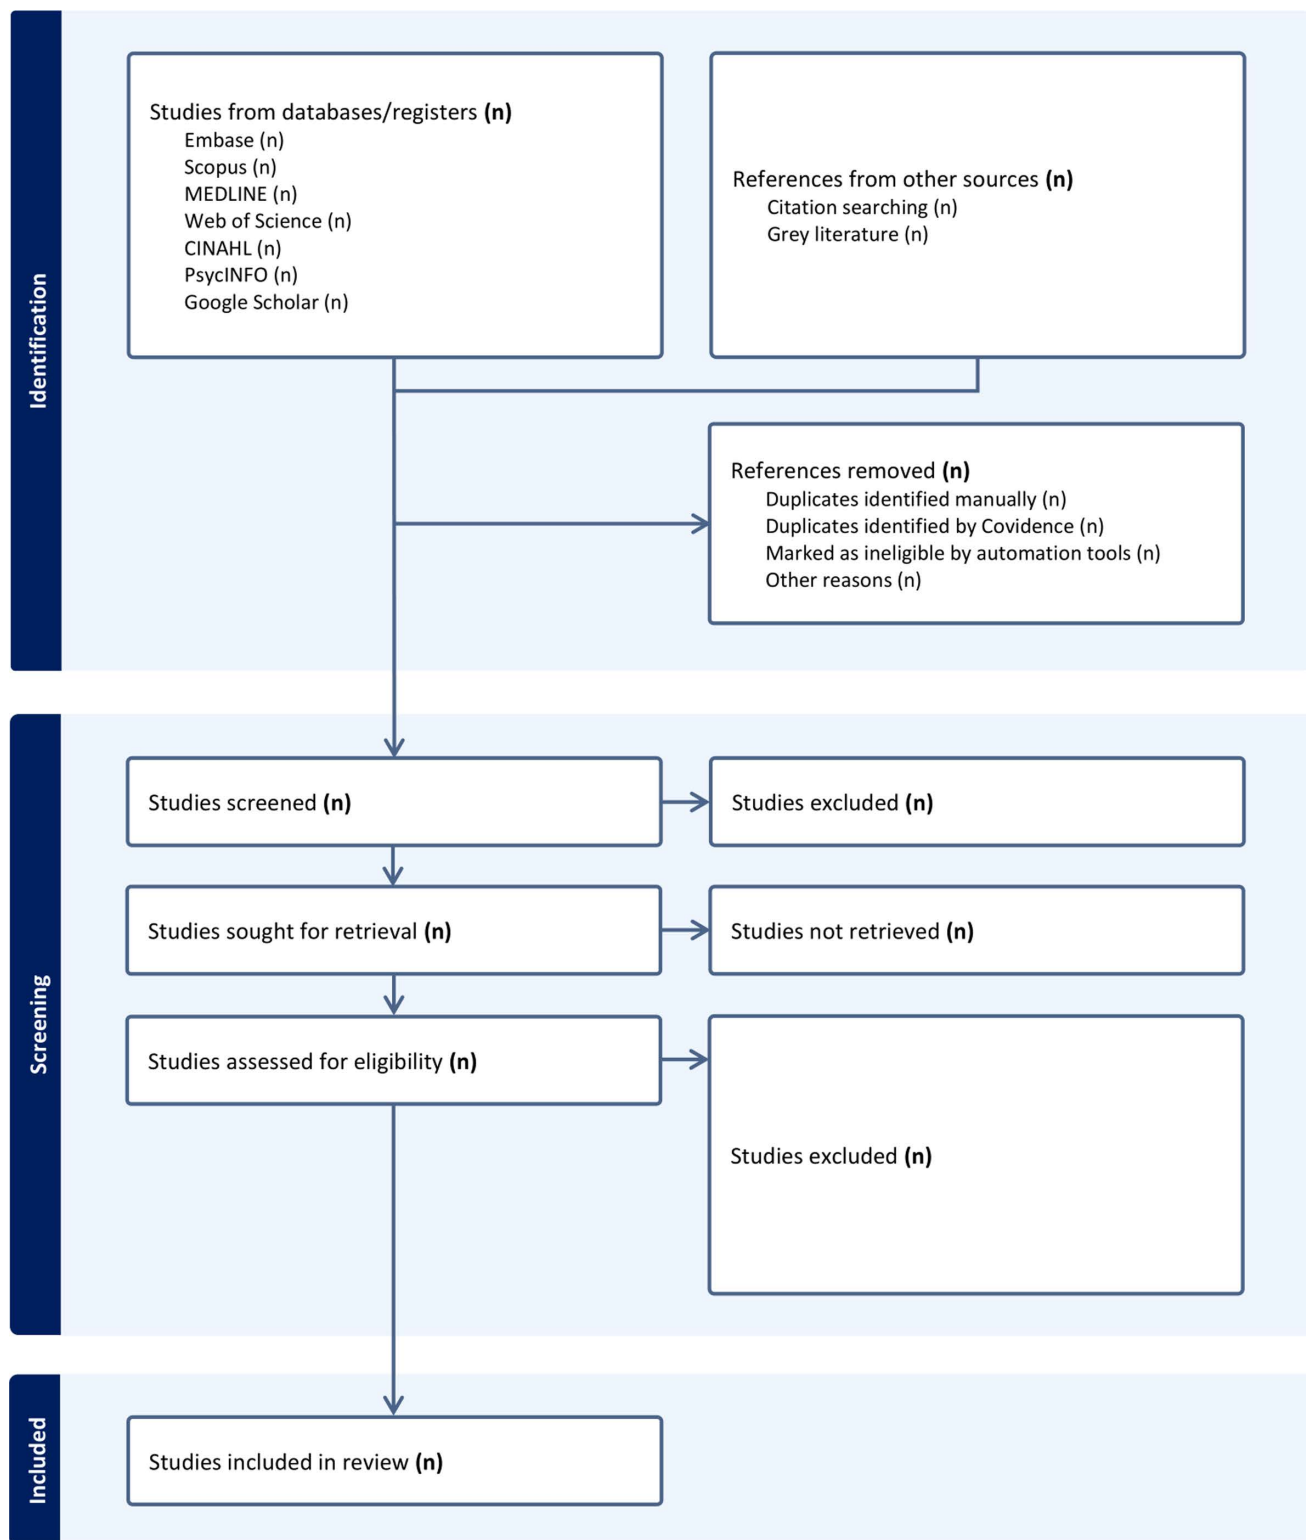 Identification
Studies from databases/registers (n)
Embase (n)
Scopus (n)
MEDLINE (n)
Web of Science (n)
CINAHL (n)
PsycINFO (n)
Google Scholar (n)
References from other sources (n)
Citation searching (n)
Grey literature (n)
References removed (n)
Duplicates identified manually (n)
Duplicates identified by Covidence (n)
Marked as ineligible by automation tools (n)
Other reasons (n)
Screening
Studies screened (n)
Studies excluded (n)
Studies sought for retrieval (n)
Studies not retrieved (n)
Studies assessed for eligibility (n)
Studies excluded (n)
Included
Studies included in review (n)